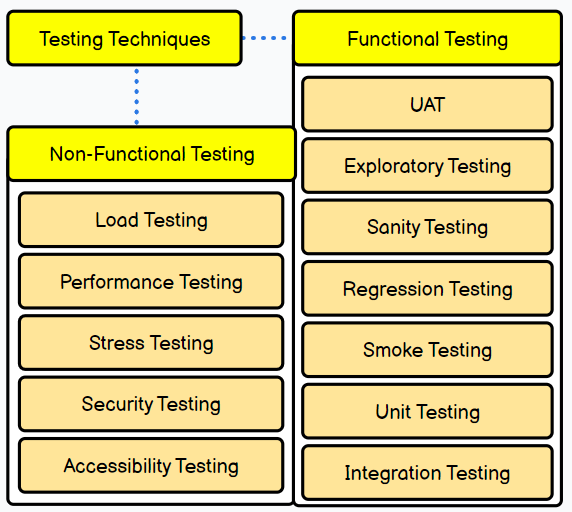 Testing Techniques
Functional Testing
UAT
Exploratory Testing
Sanity Testing
Regression Testing
Smoke Testing
Unit Testing
Integration Testing
Non-Functional Testing
Load Testing
Performance Testing
Stress Testing
Security Testing
Accessibility Testing